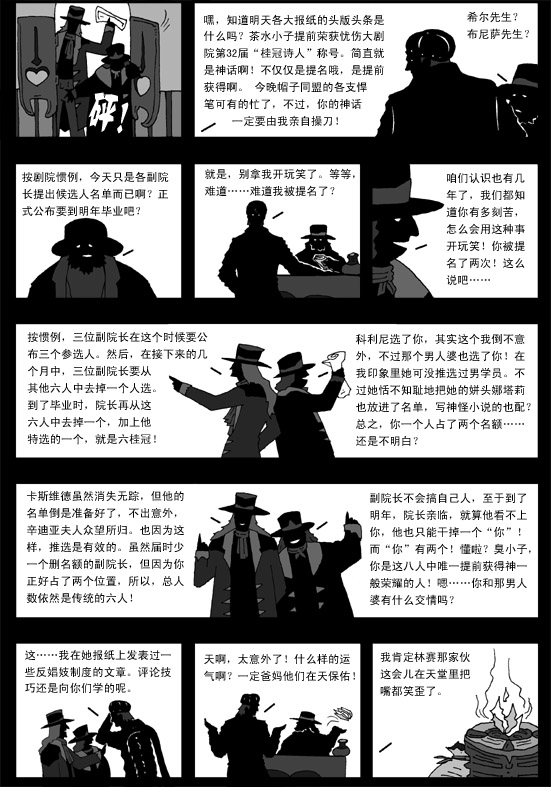 砰!
嘿，知道明天各大报纸的头版头条是
什么吗？茶水小子提前荣获忧伤大剧
院第32届“桂冠诗人”称号。简直就
是神话啊！不仅仅是提名哦，是提前
获得啊。 今晚帽子同盟的各支悍
笔可有的忙了，不过，你的神话
一定要由我亲自操刀！
希尔先生？
布尼萨先生？
按剧院惯例，今天只是各副院
长提出候选人名单而已啊？正
式公布要到明年毕业吧？
就是，别拿我开玩笑了。等等，
难道……难道我被提名了？
咱们认识也有几
年了，我们都知
道你有多刻苦，
怎么会用这种事
开玩笑！你被提
名了两次！这么
说吧……
按惯例，三位副院长在这个时候要公
布三个参选人。然后，在接下来的几
个月中，三位副院长要从
其他六人中去掉一个人选。
到了毕业时，院长再从这
六人中去掉一个，加上他
特选的一个，就是六桂冠！
科利尼选了你，其实这个我倒不意
外，不过那个男人婆也选了你！在
我印象里她可没推选过男学员。不
过她恬不知耻地把她的姘头娜塔莉
也放进了名单，写神怪小说的也配？
总之，你一个人占了两个名额……
还是不明白？
卡斯维德虽然消失无踪，但他的
名单倒是准备好了，不出意外，
辛迪亚夫人众望所归。也因为这
样，推选是有效的。虽然届时少
一个删名额的副院长，但因为你
正好占了两个位置，所以，总人
数依然是传统的六人！
副院长不会搞自己人，至于到了
明年，院长亲临，就算他看不上
你，他也只能干掉一个“你”！
而“你”有两个！懂啦？臭小子，
你是这八人中唯一提前获得神一
般荣耀的人！嗯……你和那男人
婆有什么交情吗？
这……我在她报纸上发表过一
些反娼妓制度的文章。评论技
巧还是向你们学的呢。
天啊，太意外了！什么样的运
气啊？一定爸妈他们在天保佑！
我肯定林赛那家伙
这会儿在天堂里把
嘴都笑歪了。